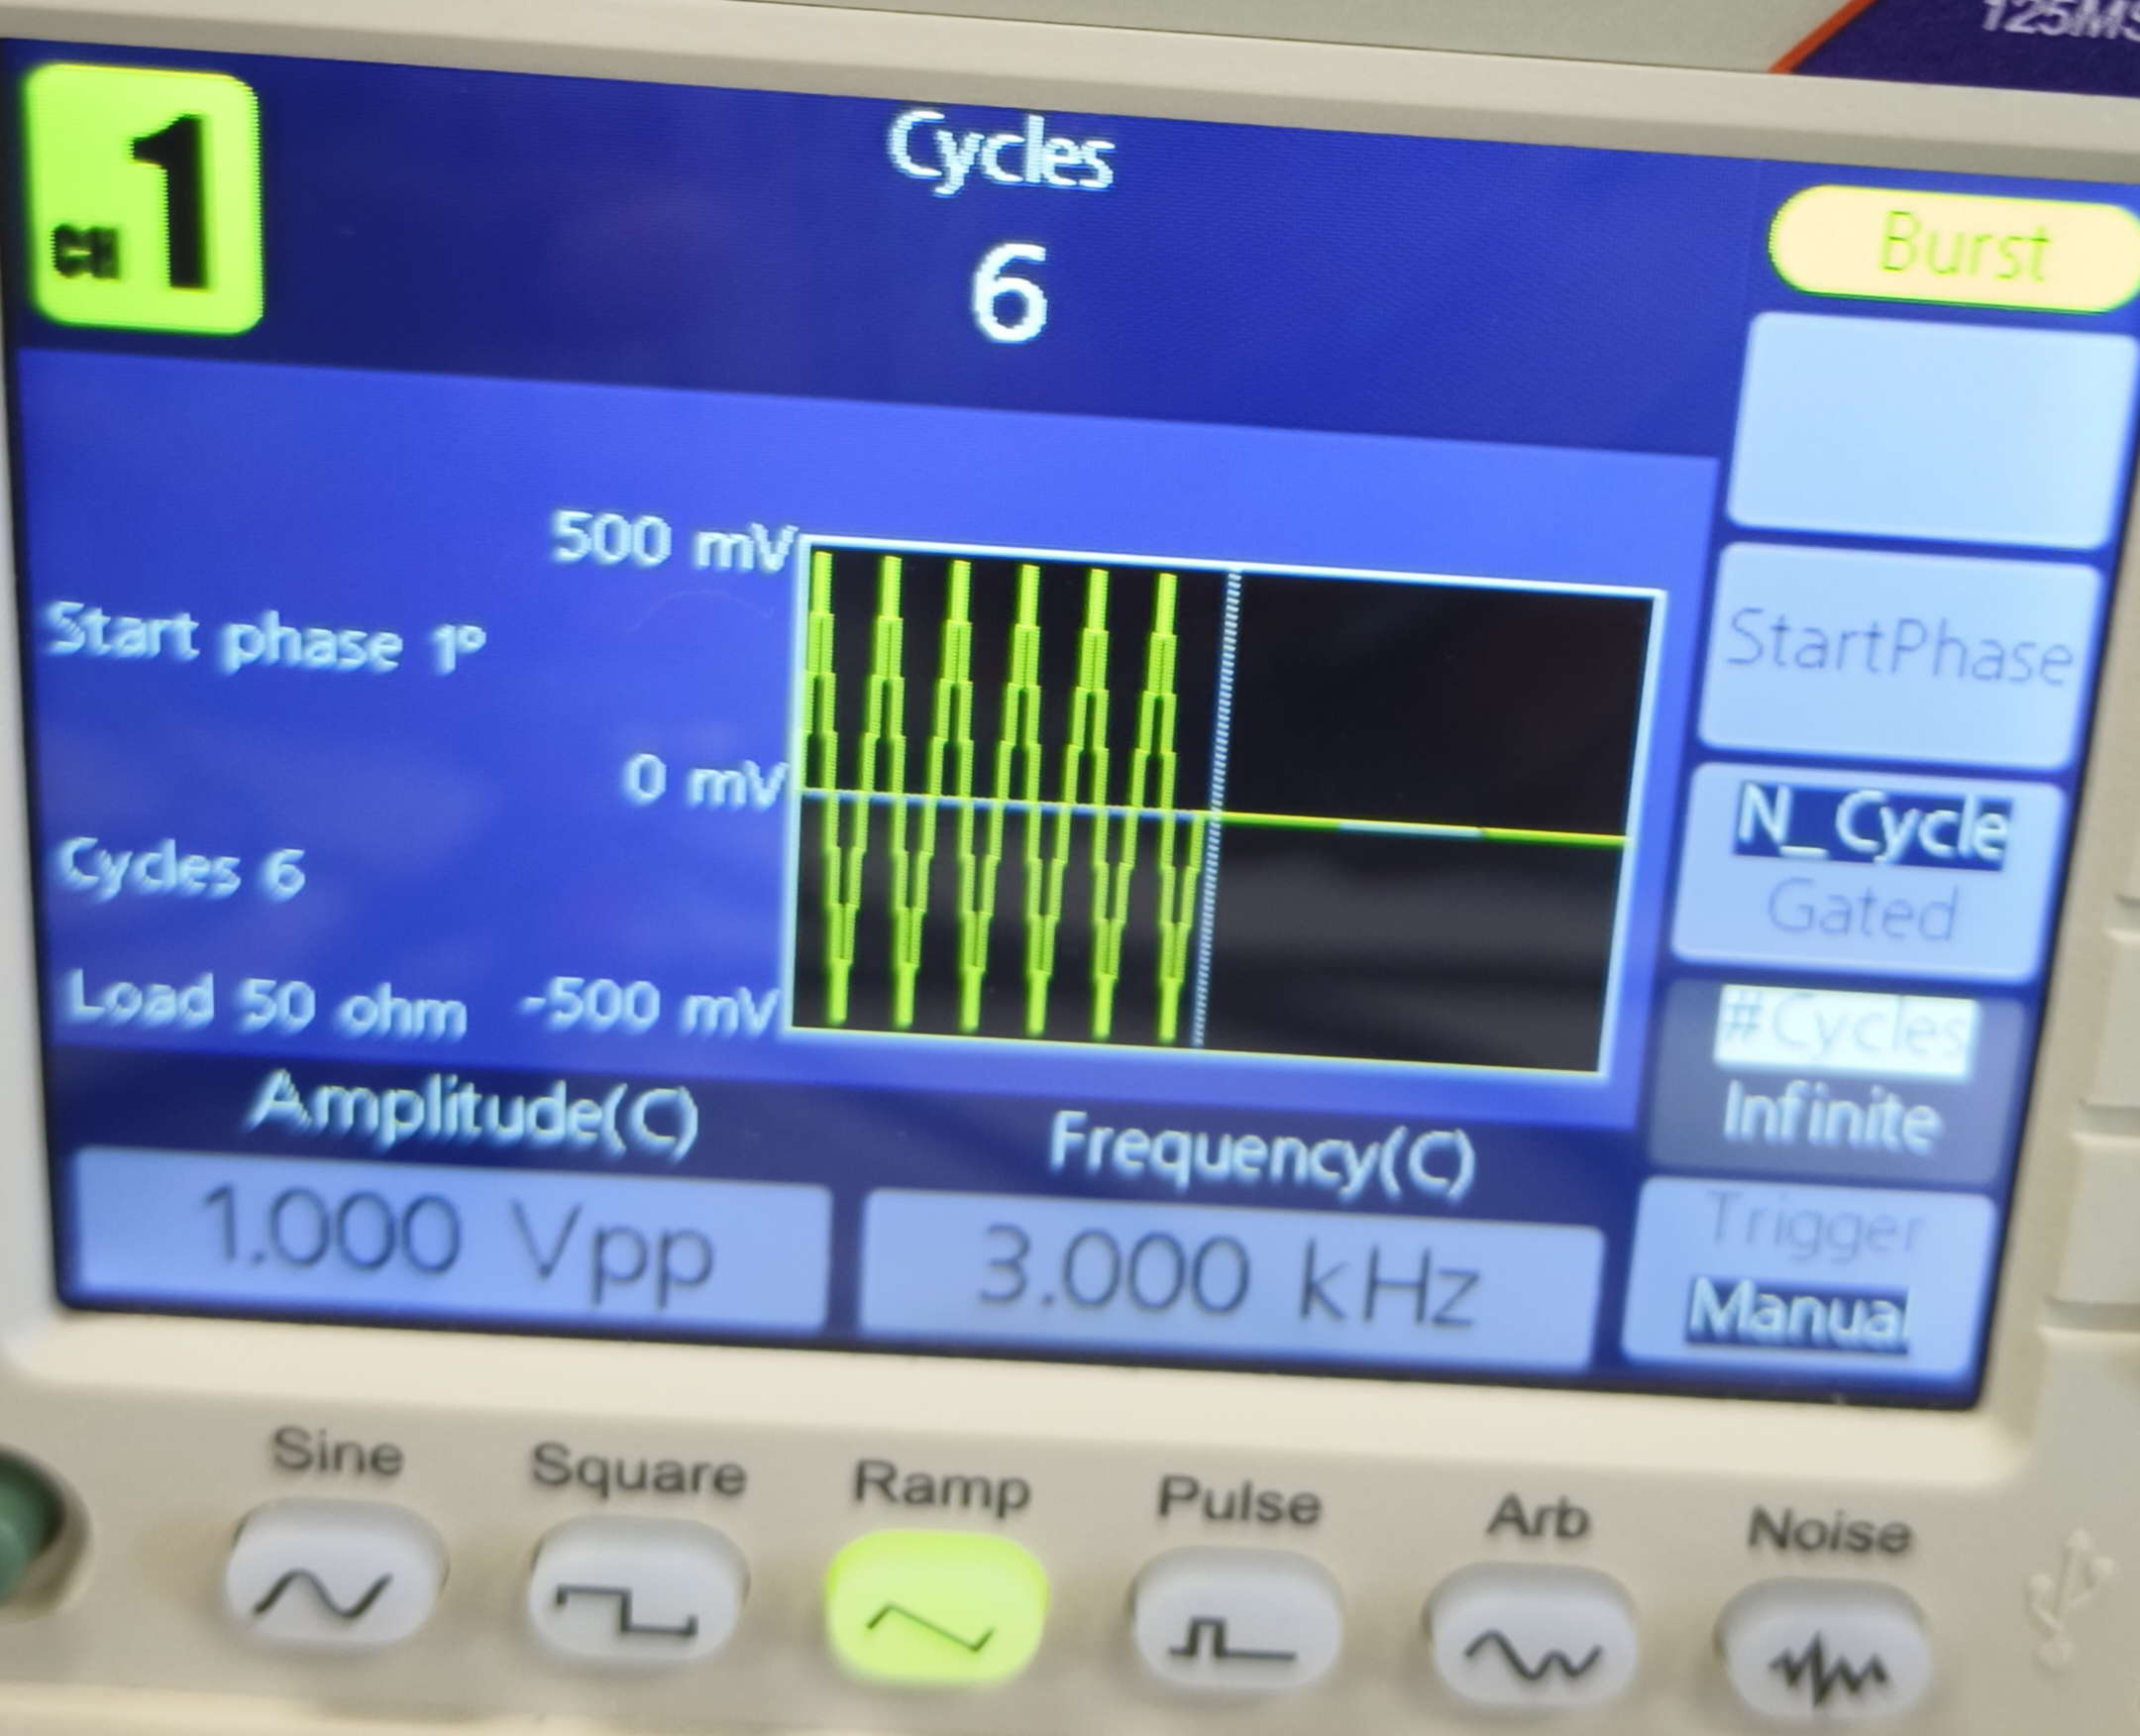 125MS
CH 1
Cycles
6
Burst
500 mV
Start phase 1°
StartPhase
0 mV
N_Cycle
Gated
Cycles 6
#Cycles
Infinite
Load 50 ohm
-500 mV
Amplitude(C)
Frequency(C)
1.000 Vpp
3.000 kHz
Trigger
Manual
Sine
Square
Ramp
Pulse
Arb
Noise